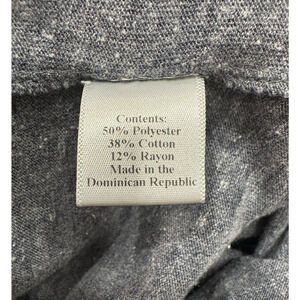 Contents:
50% Polyester
38% Cotton
12% Rayon
Made in the
Dominican Republic